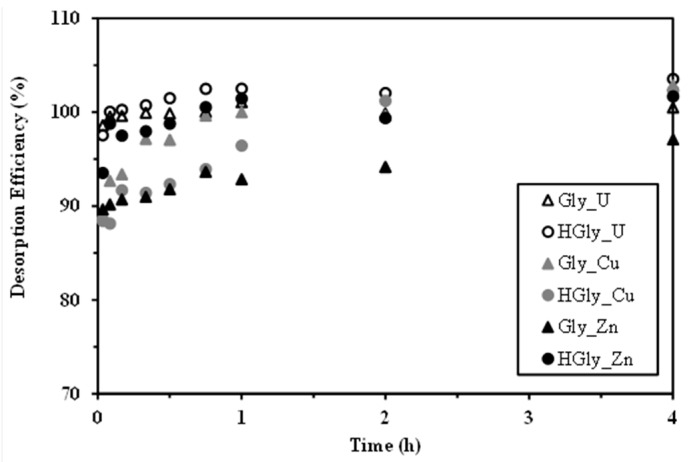 110
100
90
80
70
Desorption Efficiency (%)
0
1
2
3
4
Time (h)
Gly_U
HGly_U
Gly_Cu
HGly_Cu
Gly_Zn
HGly_Zn